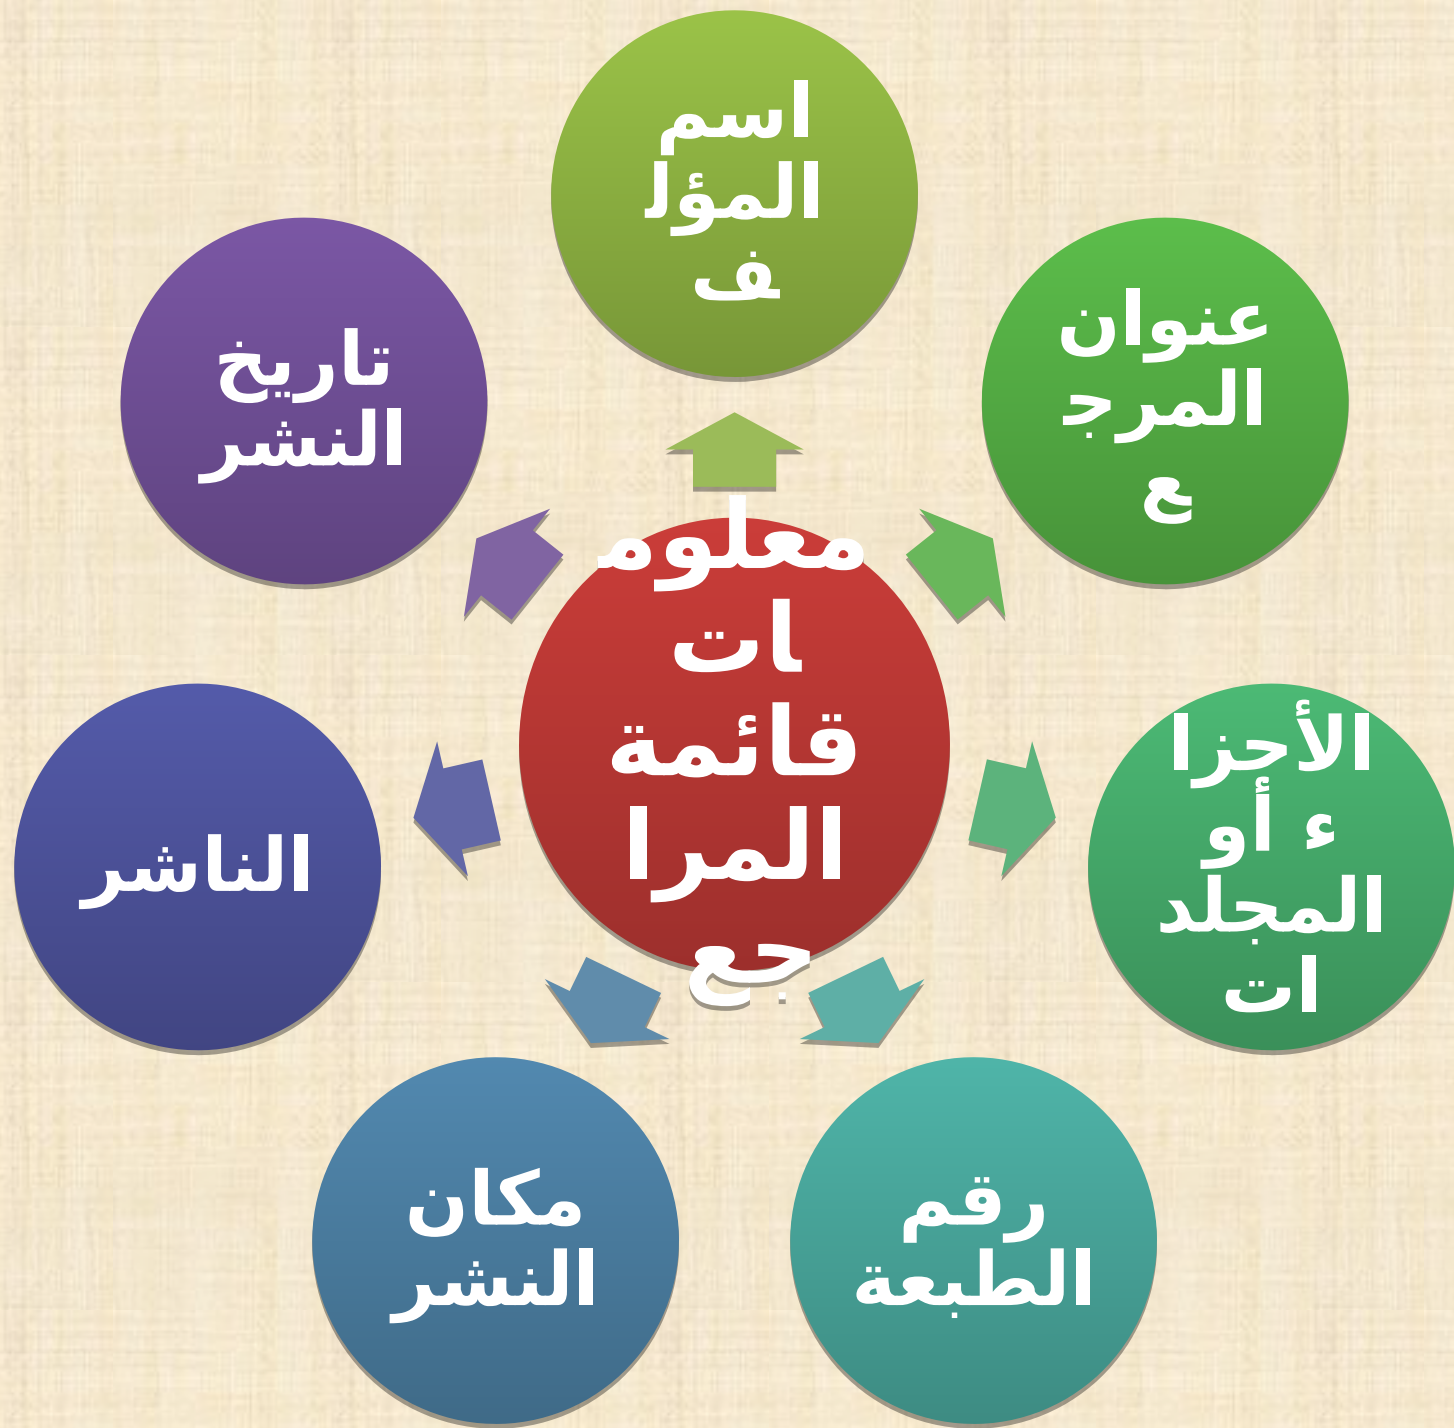 اسم
المؤل
ف
عنوان
المرج
ع
الأجزا
ء أو
المجلد
ات
رقم
الطبعة
مكان
النشر
الناشر
تاريخ
النشر
معلوم
ات
قائمة
المرا
جع